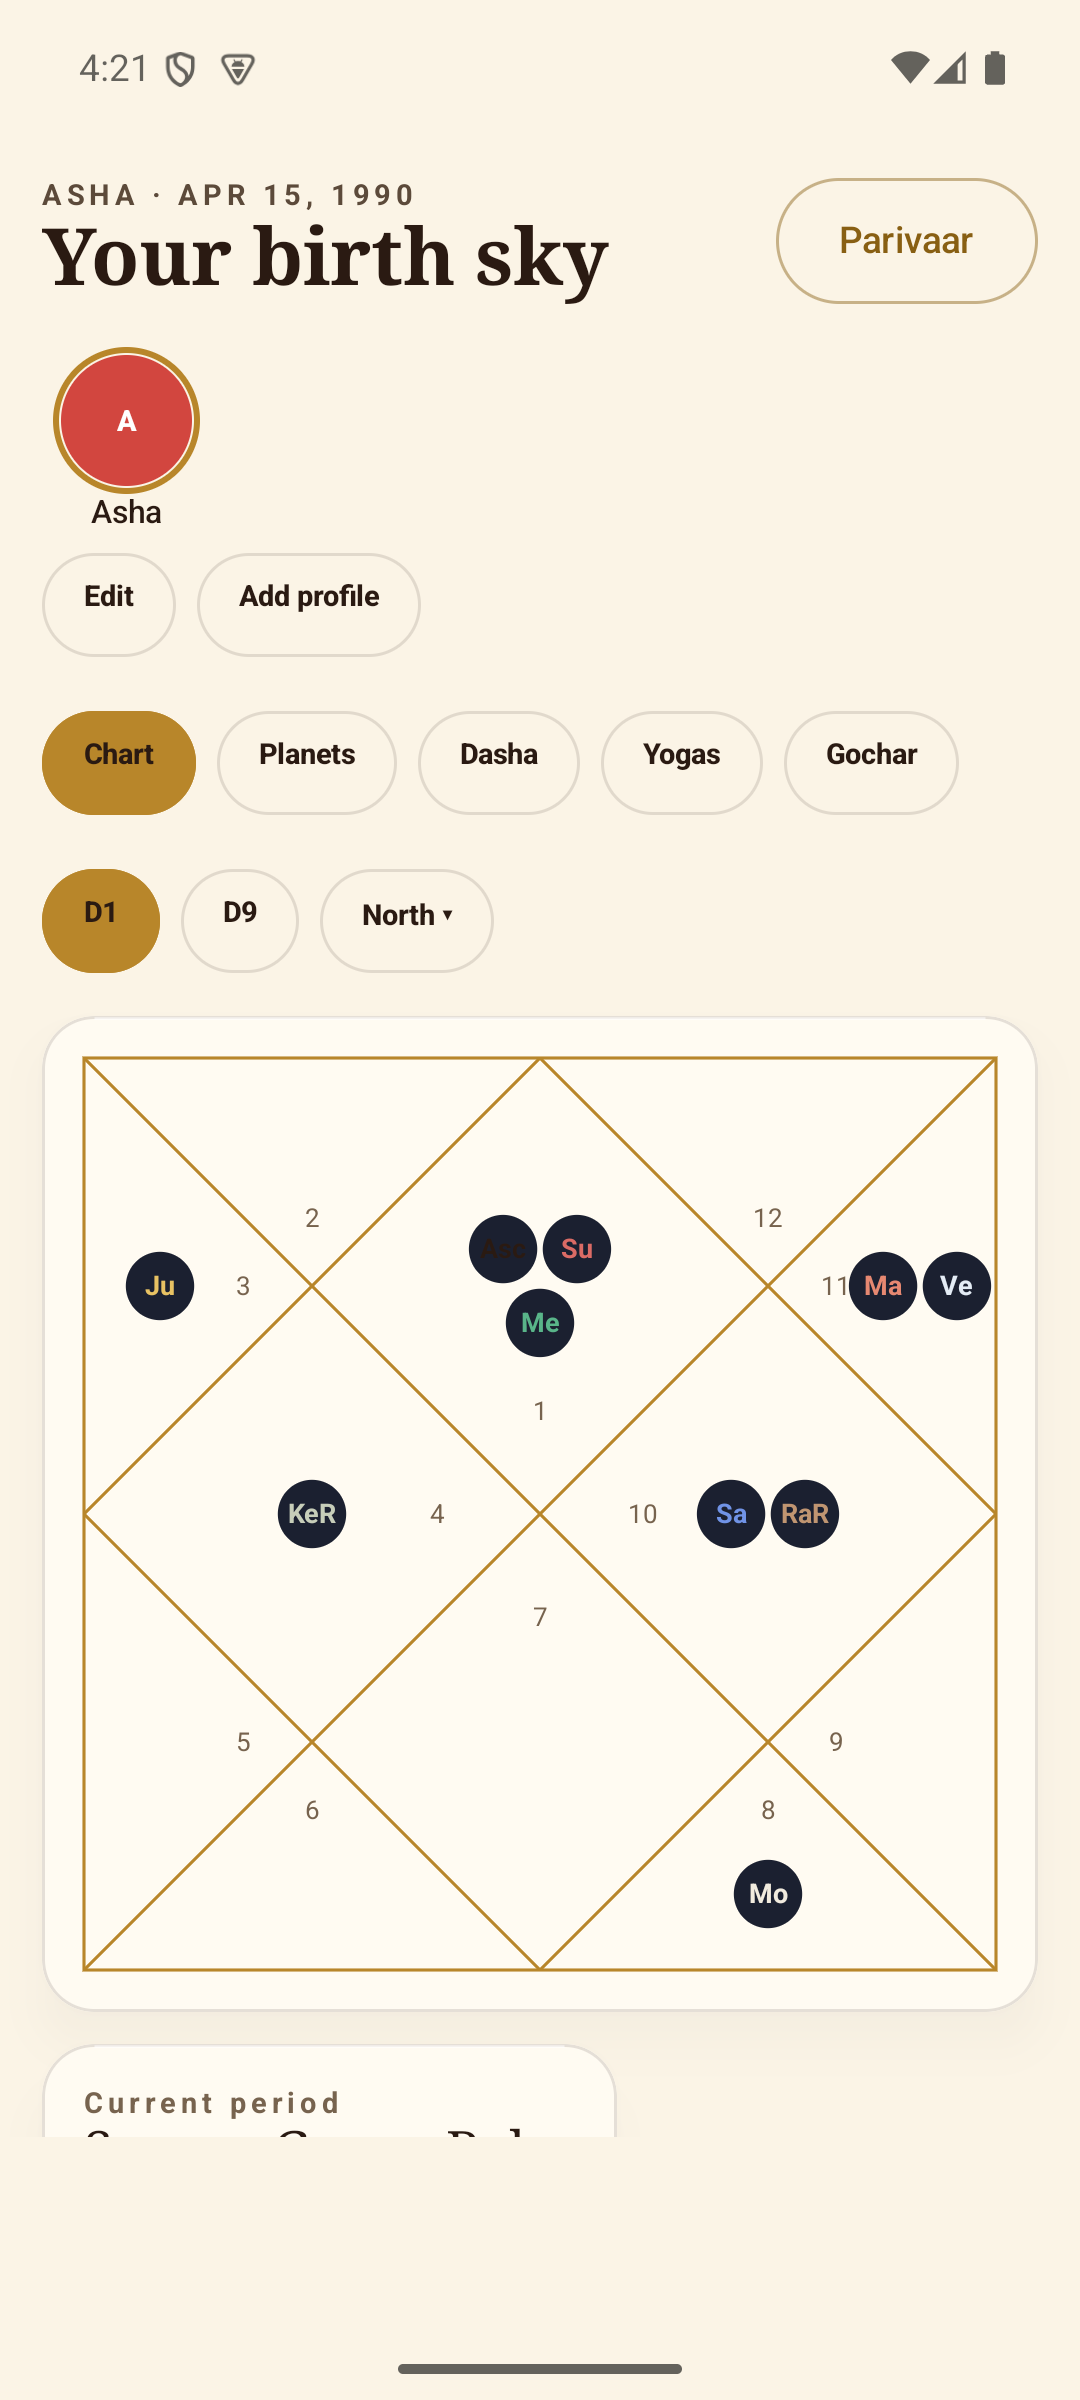 4:21
ASHA · APR 15, 1990
Your birth sky
Parivaar
A
Asha
Edit Add profile
Chart Planets Dasha Yogas Gochar
D1 D9 North ▾
2 12
Asc Su
Ju 3 11 Ma Ve
Me
1
KeR 4 10 Sa RaR
7
5 9
6 8
Mo
Current period